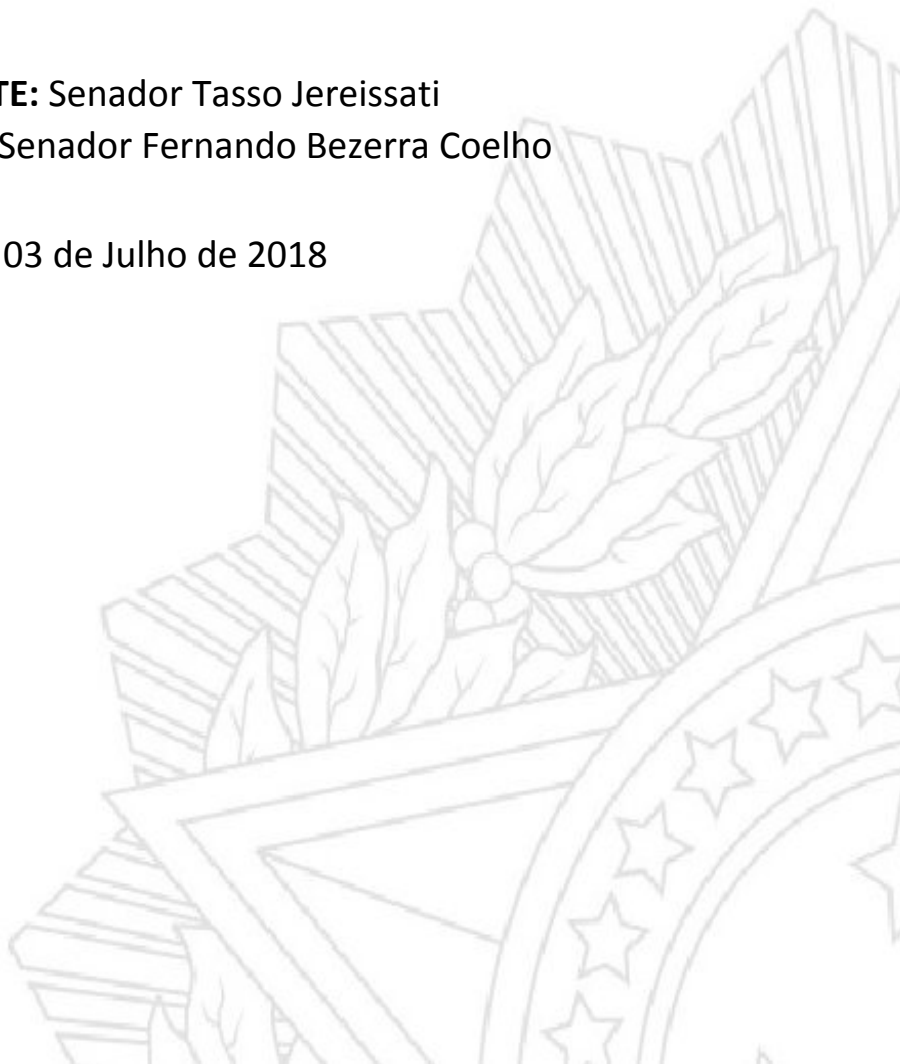 TE: Senador Tasso Jereissati
Senador Fernando Bezerra Coelho
03 de Julho de 2018